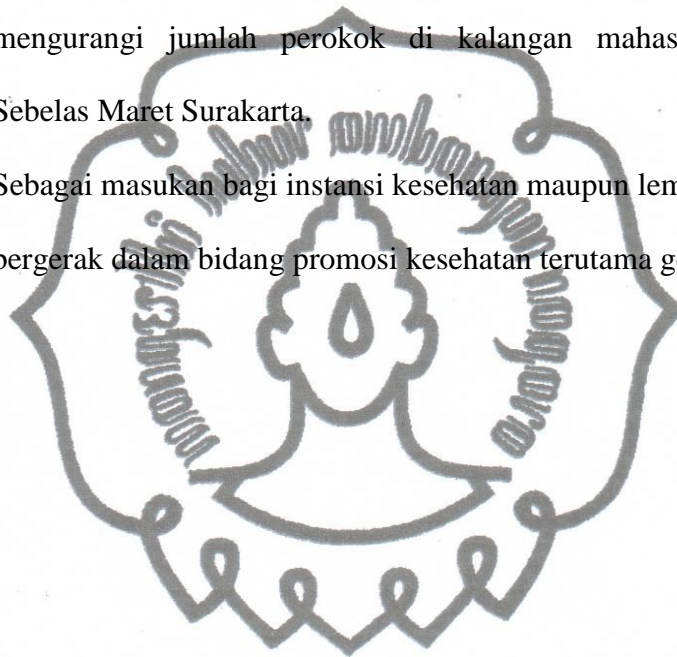 mengurangi jumlah perokok di kalangan mahas
Sebelas Maret Surakarta.
Sebagai masukan bagi instansi kesehatan maupun lem
bergerak dalam bidang promosi kesehatan terutama g